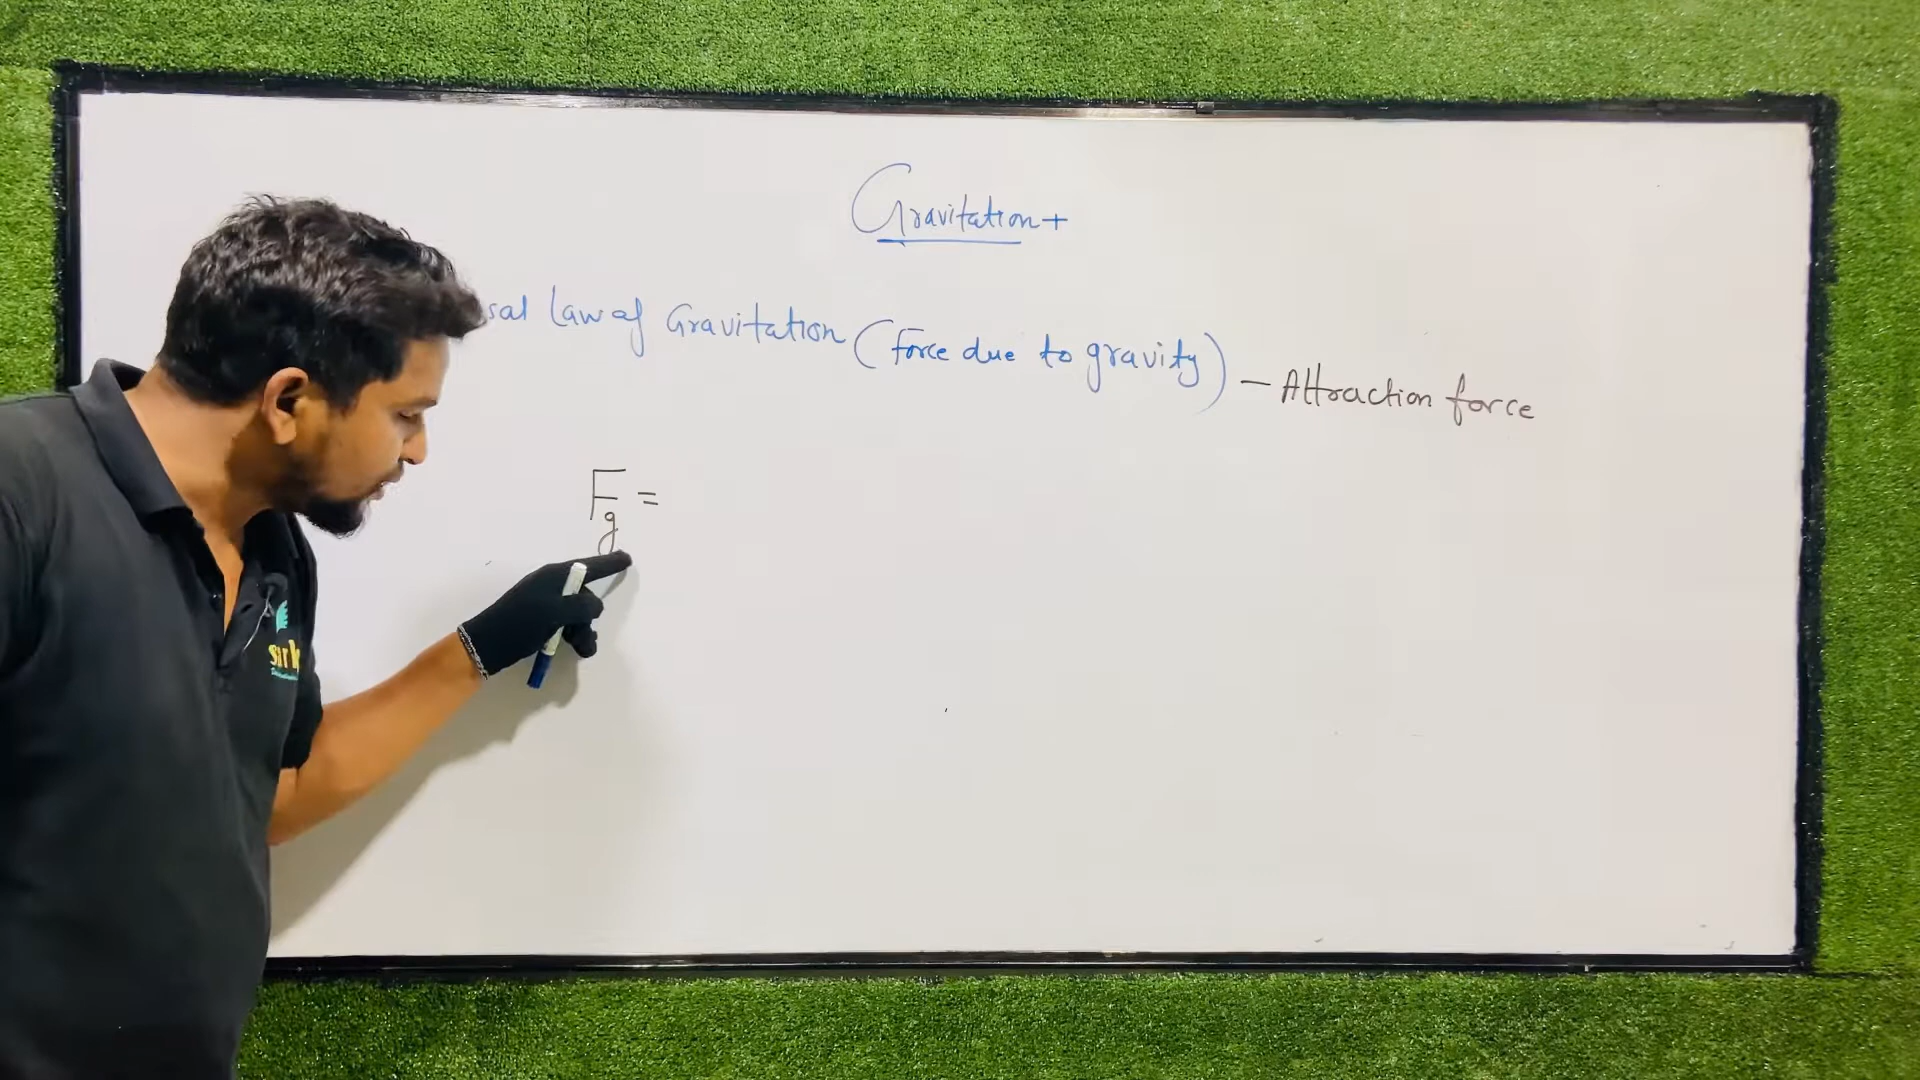 Gravitation +
sal Law of Gravitation (Force due to gravity) - Attraction force
Fg =